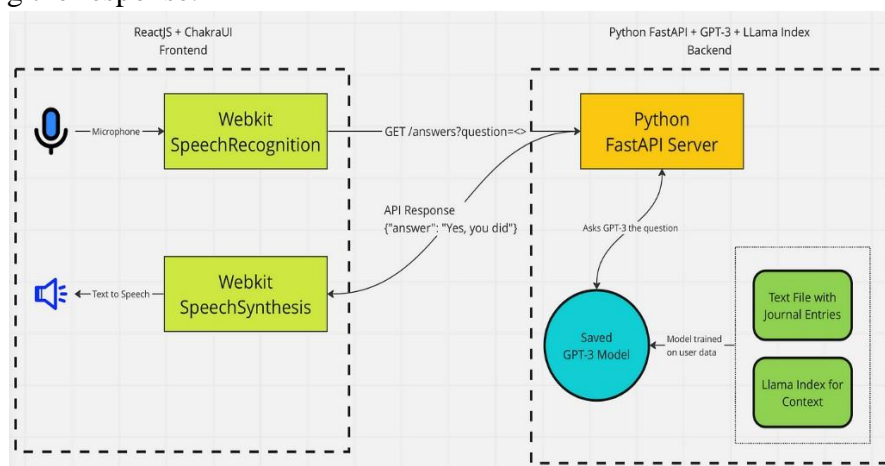 g the response.
ReactJS + ChakraUI
Frontend
Python FastAPI + GPT-3 + LLama Index
Backend
Microphone
Webkit
SpeechRecognition
GET /answers?question=<>
Python
FastAPI Server
API Response
{"answer": "Yes, you did"}
Asks GPT-3 the question
Text to Speech
Webkit
SpeechSynthesis
Saved
GPT-3 Model
Model trained
on user data
Text File with
Journal Entries
Llama Index for
Context